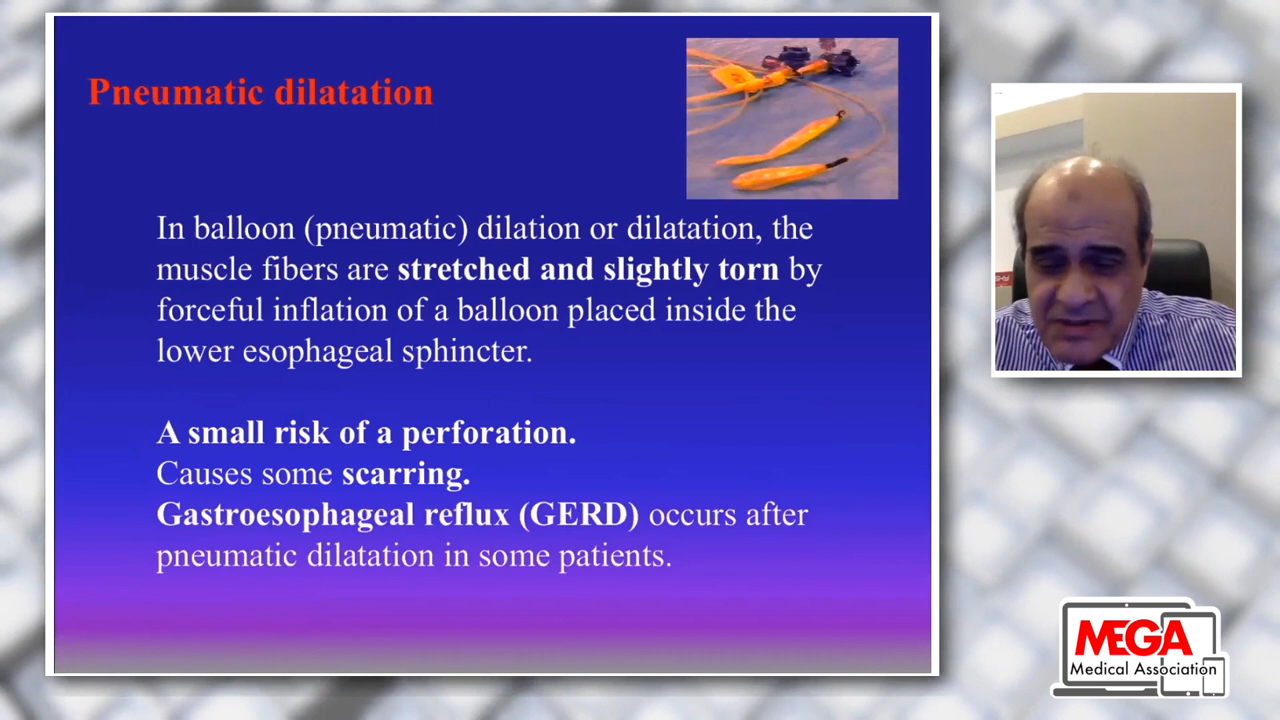 Pneumatic dilatation
In balloon (pneumatic) dilation or dilatation, the
muscle fibers are stretched and slightly torn by
forceful inflation of a balloon placed inside the
lower esophageal sphincter.
A small risk of a perforation.
Causes some scarring.
Gastroesophageal reflux (GERD) occurs after
pneumatic dilatation in some patients.
MEGA
Medical Association